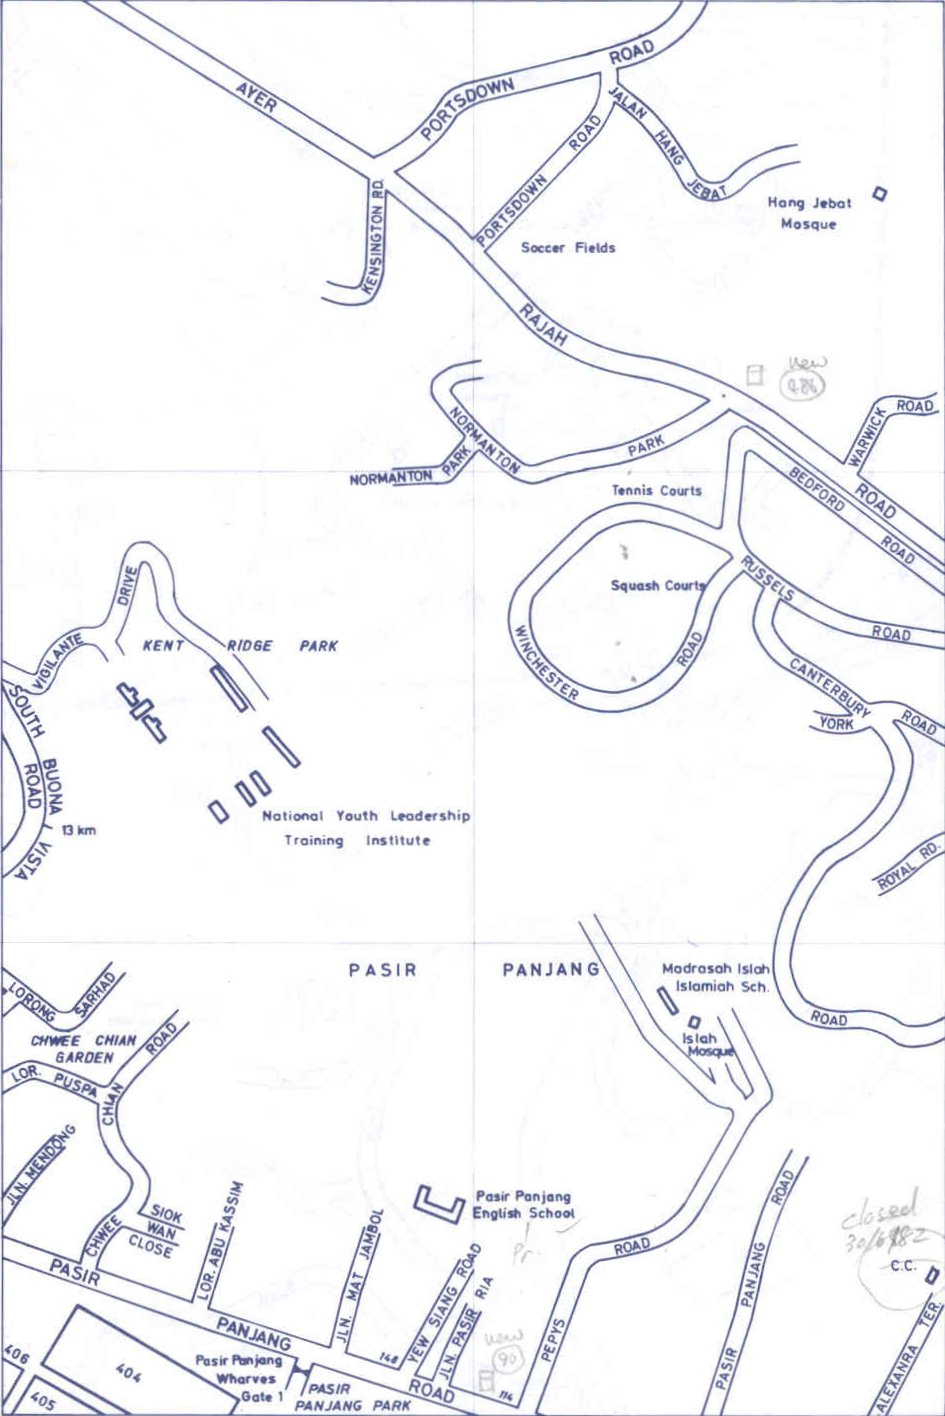 AYER
PORTSDOWN
ROAD
JALAN HANG JEBAT
PORTSDOWN ROAD
KENSINGTON RD.
Hang Jebat
Mosque
Soccer Fields
RAJAH
new
NORMANTON
PARK
NORMANTON PARK
WARWICK ROAD
ROAD
BEDFORD
ROAD
Tennis Courts
Squash Courts
RUSSELS
ROAD
WINCHESTER
ROAD
CANTERBURY
ROAD
YORK
VIGILANTE
DRIVE
KENT RIDGE PARK
SOUTH BUONA VISTA
ROAD
13 km
National Youth Leadership
Training Institute
ROYAL RD.
PASIR PANJANG
Madrasah Islah
Islamiah Sch.
Islah
Mosque
ROAD
LORONG SARHAD
CHWEE CHIAN
GARDEN
ROAD
LOR. PUSPA
CHIAN
JLN. MENDONG
CHWEE
SIOK
WAN
CLOSE
LOR. ABU KASSIM
JLN. MAT JAMBOL
Pasir Panjang
English School
Pr.
YEW SIANG ROAD
JLN. PASIR RIA
ROAD
PEPYS
PASIR PANJANG ROAD
closed
30/6/82
C.C.
ALEXANRA TER.
PASIR
PANJANG
ROAD
148
new
90
114
406
404
405
Pasir Panjang
Wharves
Gate 1
PASIR
PANJANG PARK